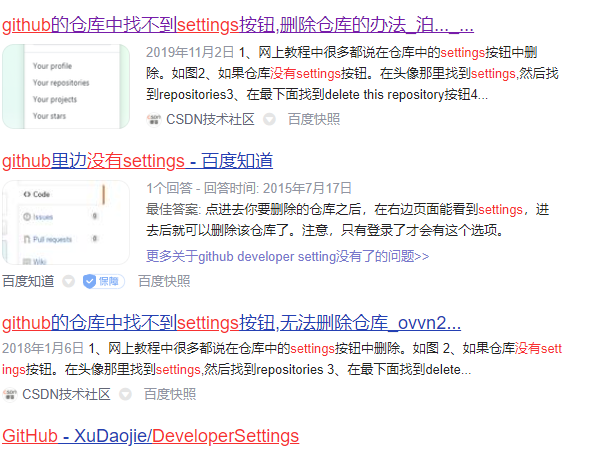 github的仓库中找不到settings按钮,删除仓库的办法_泊..._...
Your profile
Your repositories
Your projects
Your stars
2019年11月2日 1、网上教程中很多都说在仓库中的settings按钮中删
除。如图2、如果仓库没有settings按钮。在头像那里找到settings,然后找
到repositories3、在最下面找到delete this repository按钮4...
CSDN CSDN技术社区 百度快照
github里边没有settings - 百度知道
Code
Issues 0
Pull requests 0
Wiki
1个回答 - 回答时间: 2015年7月17日
最佳答案: 点进去你要删除的仓库之后，在右边页面能看到settings，进
去后就可以删除该仓库了。注意，只有登录了才会有这个选项。
更多关于github developer setting没有了的问题>>
百度知道 保障 百度快照
github的仓库中找不到settings按钮,无法删除仓库_ovvn2...
2018年1月6日 1、网上教程中很多都说在仓库中的settings按钮中删除。如图 2、如果仓库没有sett
ings按钮。在头像那里找到settings,然后找到repositories 3、在最下面找到delete...
CSDN CSDN技术社区 百度快照
GitHub - XuDaojie/DeveloperSettings